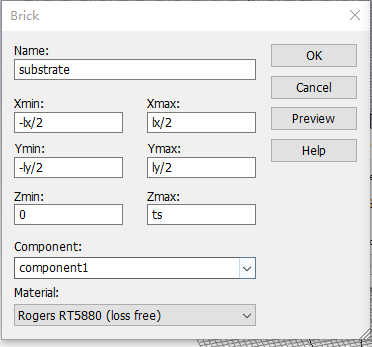 Brick
Name:
substrate
OK
Cancel
Xmin: Xmax:
-lx/2 lx/2
Preview
Ymin: Ymax:
-ly/2 ly/2
Help
Zmin: Zmax:
0 ts
Component:
component1
Material:
Rogers RT5880 (loss free)